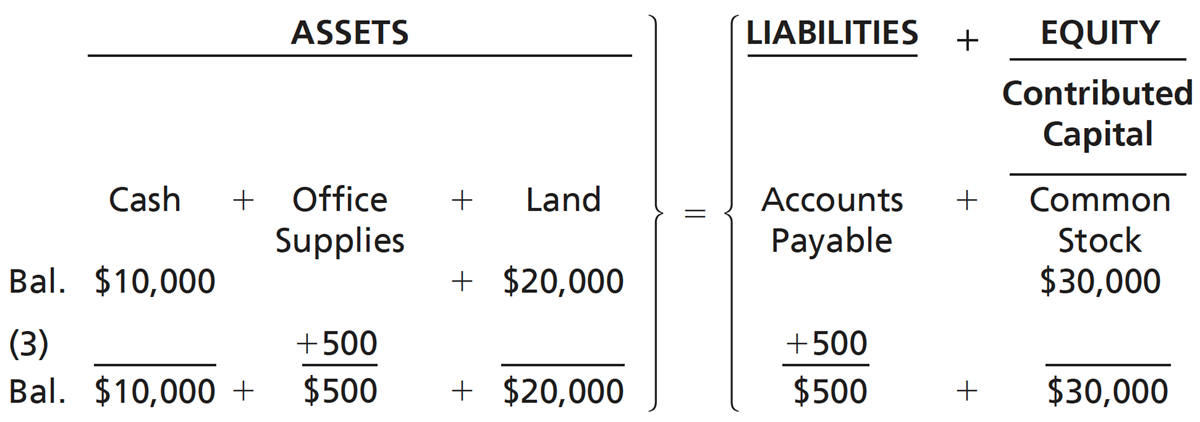 ASSETS LIABILITIES + EQUITY
Contributed
Capital
Cash + Office + Land = Accounts + Common
Supplies Payable Stock
Bal. $10,000 + $20,000 $30,000
(3) +500 +500
Bal. $10,000 + $500 + $20,000 $500 + $30,000